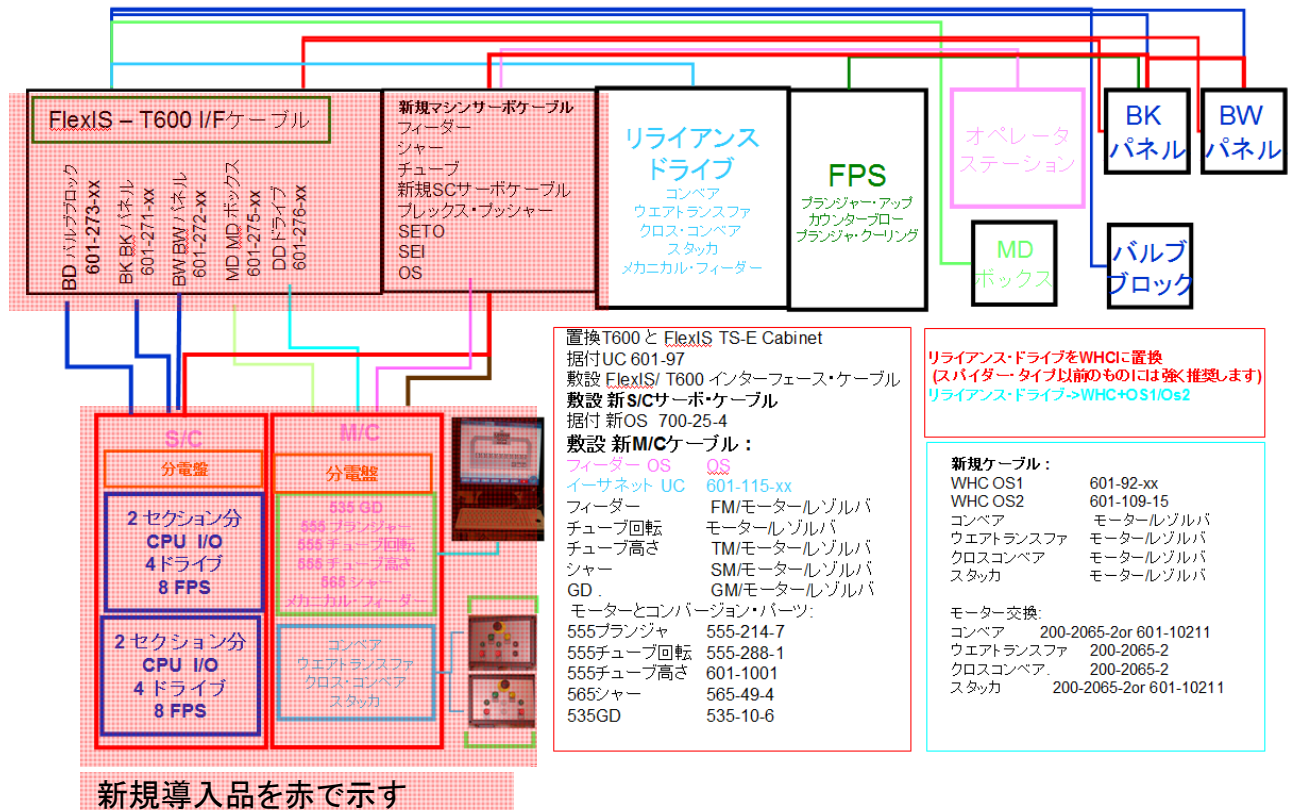 FlexIS – T600 I/Fケーブル
BD バルブブロック
601-273-xx
BK BK パネル
601-271-xx
BW BW パネル
601-272-xx
MD MD ボックス
601-275-xx
DD ドライブ
601-276-xx
新規マシンサーボケーブル
フィーダー
シャー
チューブ
新規SCサーボケーブル
プレックス・プッシャー
SETO
SEI
OS
リライアンス
ドライブ
コンベア
ウエアトランスファ
クロス・コンベア
スタッカ
メカニカル・フィーダー
FPS
プランジャー・アップ
カウンターブロー
プランジャ・クーリング
オペレータ
ステーション
BK
パネル
BW
パネル
MD
ボックス
バルブ
ブロック
S/C
分電盤
2 セクション分
CPU I/O
4ドライブ
8 FPS
2 セクション分
CPU I/O
4 ドライブ
8 FPS
M/C
分電盤
535 GD
555 プランジャー
555 チューブ回転
555 チューブ高さ
565 シャー
メカニカル・フィーダー
コンベア
ウエアトランスファ
クロス・コンベア
スタッカ
置換T600 と FlexIS TS-E Cabinet
据付UC 601-97
敷設 FlexIS/ T600 インターフェース・ケーブル
敷設 新S/Cサーボ・ケーブル
据付 新OS 700-25-4
敷設 新M/Cケーブル：
フィーダー OS OS
イーサネット UC 601-115-xx
フィーダー FM/モーター/レゾルバ
チューブ回転 モーター/レゾルバ
チューブ高さ TM/モーター/レゾルバ
シャー SM/モーター/レゾルバ
GD . GM/モーター/レゾルバ
モーターとコンバージョン・パーツ:
555プランジャ 555-214-7
555チューブ回転 555-288-1
555チューブ高さ 601-1001
565シャー 565-49-4
535GD 535-10-6
リライアンス・ドライブをWHCIに置換
(スパイダー・タイプ以前のものには強く推奨します)
リライアンス・ドライブ->WHC+OS1/Os2
新規ケーブル：
WHC OS1 601-92-xx
WHC OS2 601-109-15
コンベア モーター/レゾルバ
ウエアトランスファ モーター/レゾルバ
クロスコンベア モーター/レゾルバ
スタッカ モーター/レゾルバ
モーター交換:
コンベア 200-2065-2or 601-10211
ウエアトランスファ 200-2065-2
クロスコンベア. 200-2065-2
スタッカ 200-2065-2or 601-10211
新規導入品を赤で示す